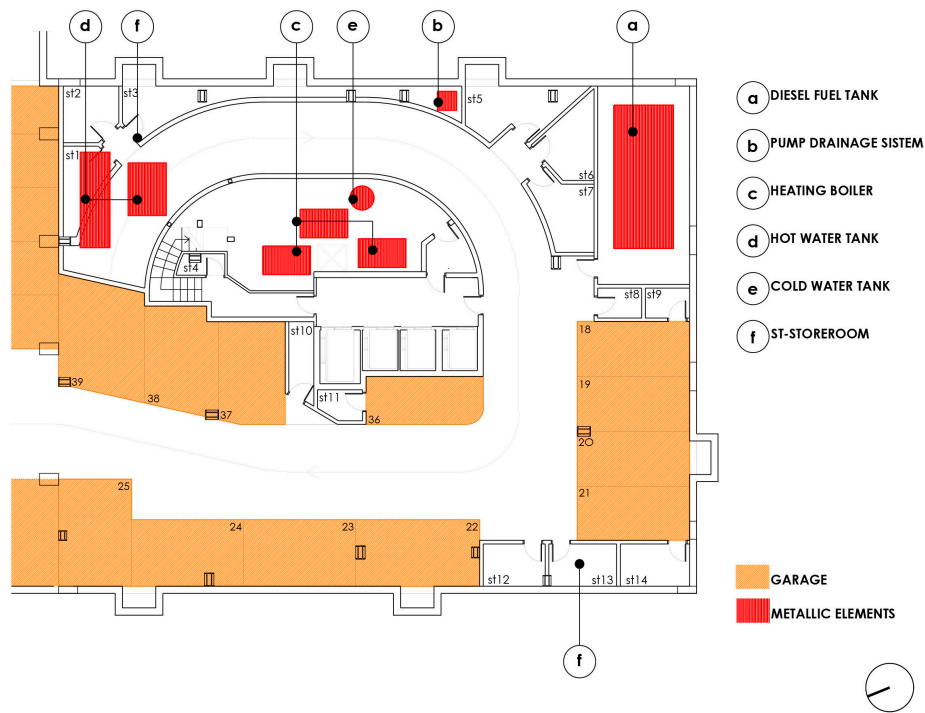 d f c e b a
st2 st3 st5
a DIESEL FUEL TANK
b PUMP DRAINAGE SISTEM
st1
st6
st7
c HEATING BOILER
d HOT WATER TANK
st4
e COLD WATER TANK
st8 st9
st10 18
f ST-STOREROOM
39 19
38 st11
37 36
20
25 21
24 23 22
st12 st13 st14
GARAGE
METALLIC ELEMENTS
f